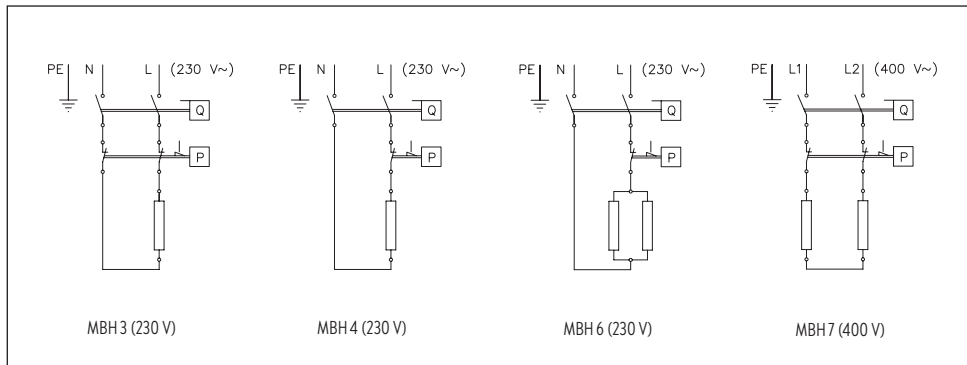 PE N L (230 V~)
Q
P
MBH 3 (230 V)
PE N L (230 V~)
Q
P
MBH 4 (230 V)
PE N L (230 V~)
Q
P
MBH 6 (230 V)
PE L1 L2 (400 V~)
Q
P
MBH 7 (400 V)